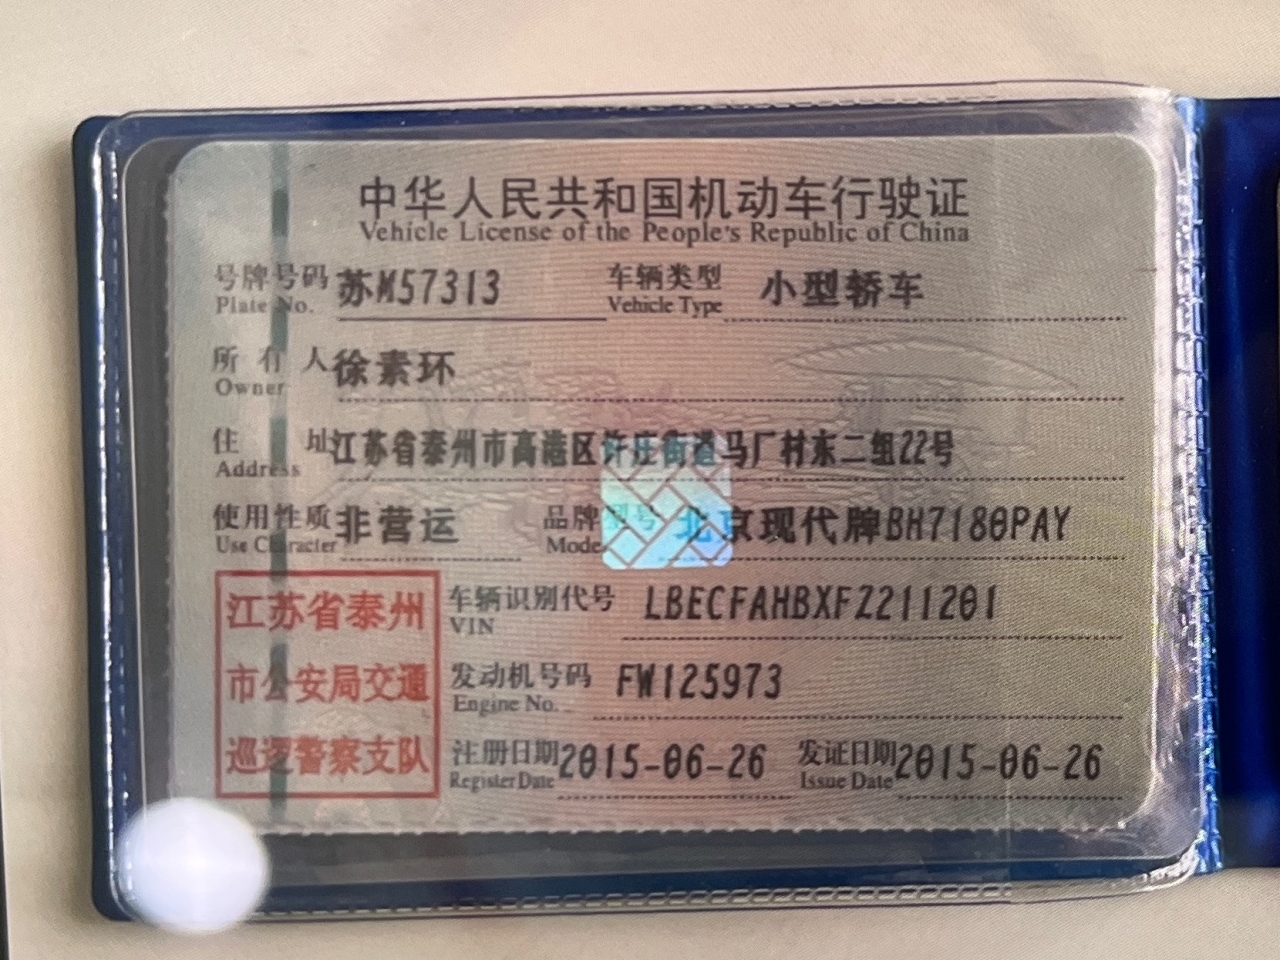 中华人民共和国机动车行驶证
Vehicle License of the People's Republic of China
号牌号码 苏M57313 车辆类型 小型轿车
Plate No. Vehicle Type
所有人 徐素环
Owner
住址 江苏省泰州市高港区许庄街道马厂村东二组22号
Address
使用性质 非营运 品牌型号 北京现代牌BH7180PAY
Use Character Model
江苏省泰州
市公安局交通
巡逻警察支队
车辆识别代号 LBECFAHBXFZ211201
VIN
发动机号码 FW125973
Engine No.
注册日期 2015-06-26 发证日期 2015-06-26
Register Date Issue Date